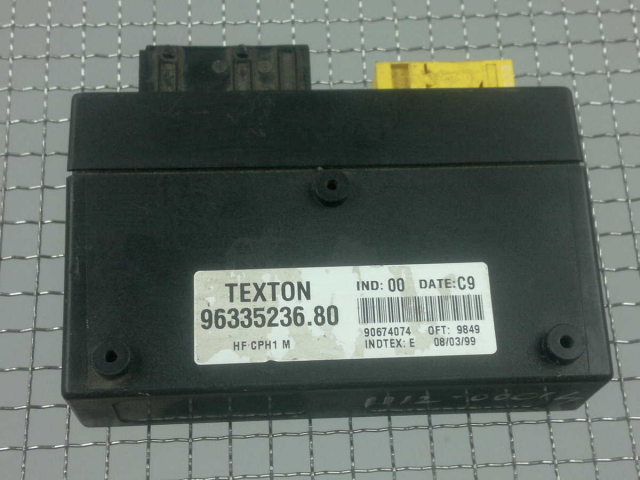 TEXTON IND: 00 DATE: C9
96335236.80
90674074 OFT: 9849
HF-CPH1 M INDTEX: E 08/03/99